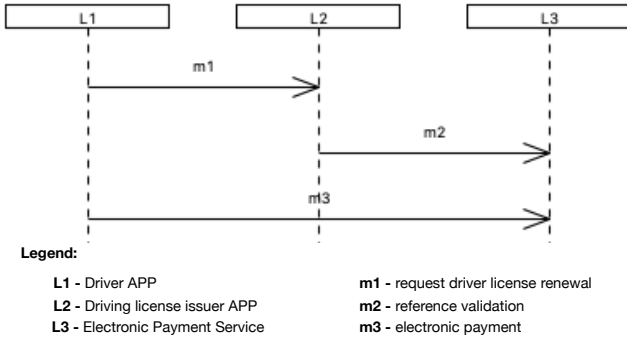 L1 L2 L3
m1
m2
m3
Legend:
L1 - Driver APP m1 - request driver license renewal
L2 - Driving license issuer APP m2 - reference validation
L3 - Electronic Payment Service m3 - electronic payment